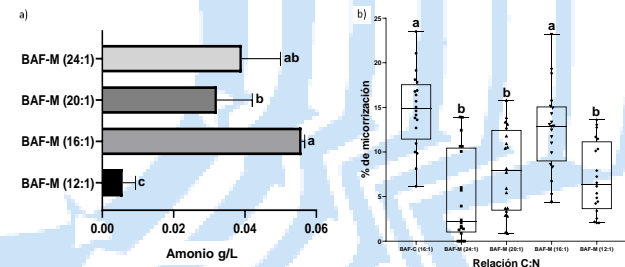 a)
BAF-M (24:1)
BAF-M (20:1)
BAF-M (16:1)
BAF-M (12:1)
ab
b
a
c
0.00
0.02
0.04
0.06
Amonio g/L
b)
% de micorrización
25
20
15
10
5
0
a
b
b
a
b
BAF-C (16:1)
BAF-M (24:1)
BAF-M (20:1)
BAF-M (16:1)
BAF-M (12:1)
Relación C:N